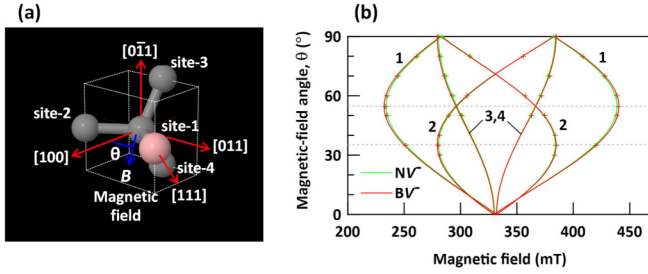 (a)
[01̄1]
site-3
site-2
site-1
[100]
θ
[011]
B
site-4
Magnetic
field
[111]
(b)
Magnetic-field angle, θ (°)
90
60
30
0
1
1
2
2
3,4
NV⁻
BV⁻
200 250 300 350 400 450
Magnetic field (mT)